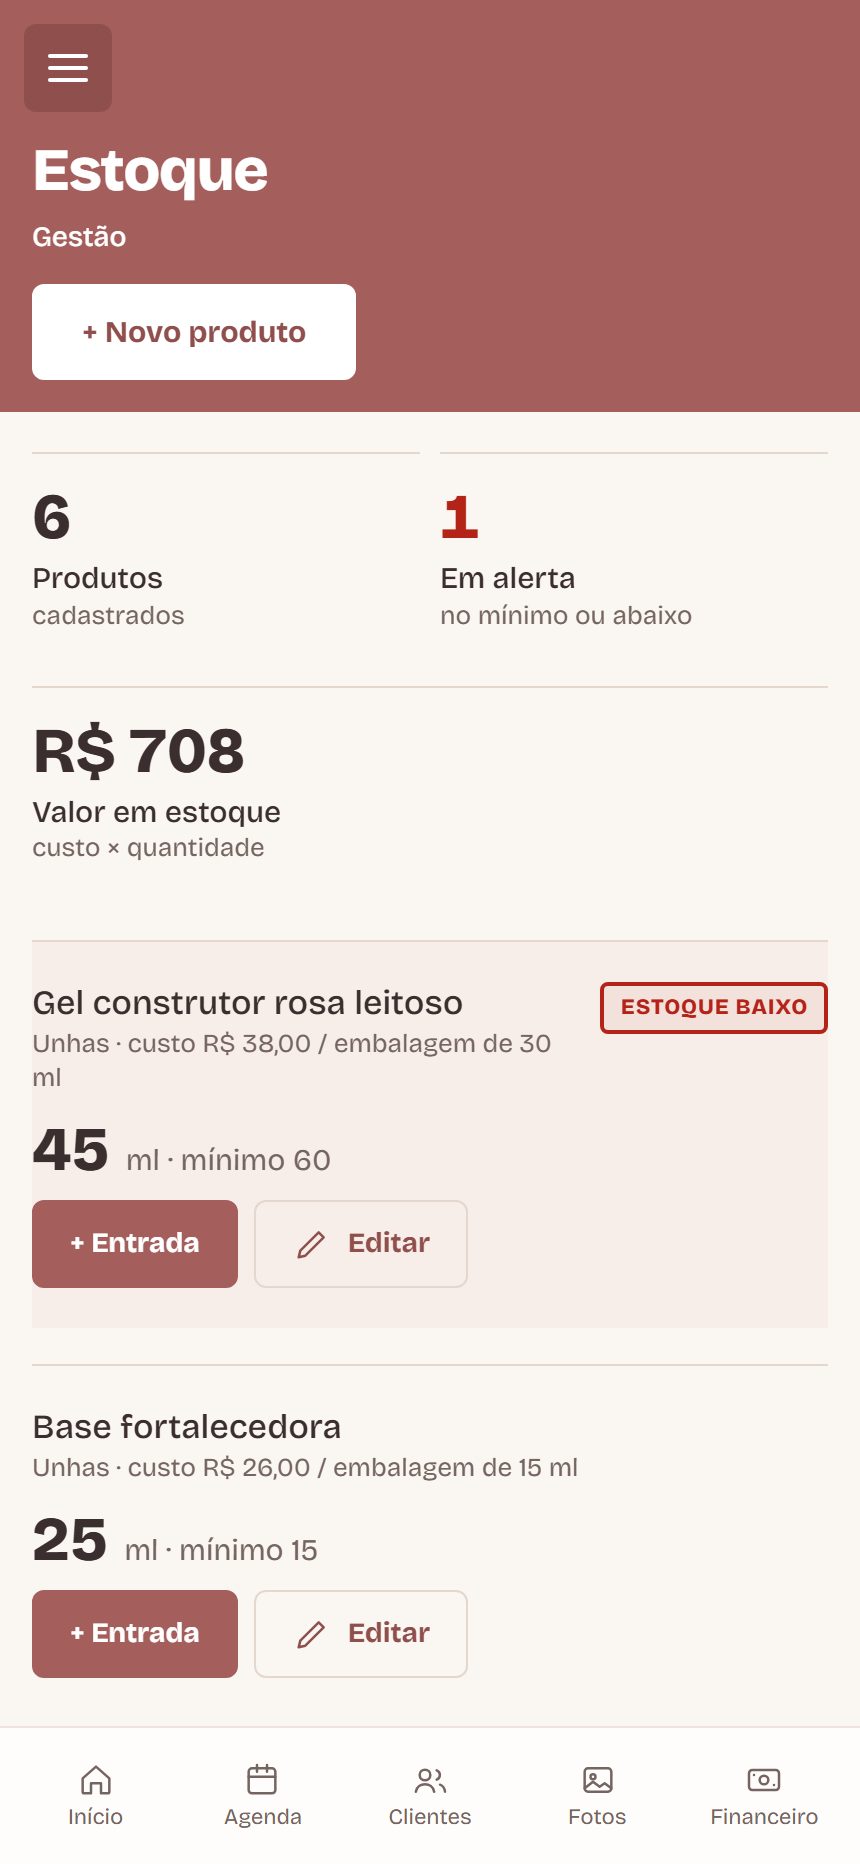 Estoque
Gestão
+ Novo produto
6
Produtos
cadastrados
1
Em alerta
no mínimo ou abaixo
R$ 708
Valor em estoque
custo × quantidade
Gel construtor rosa leitoso
ESTOQUE BAIXO
Unhas · custo R$ 38,00 / embalagem de 30
ml
45 ml · mínimo 60
+ Entrada
Editar
Base fortalecedora
Unhas · custo R$ 26,00 / embalagem de 15 ml
25 ml · mínimo 15
+ Entrada
Editar
Início
Agenda
Clientes
Fotos
Financeiro